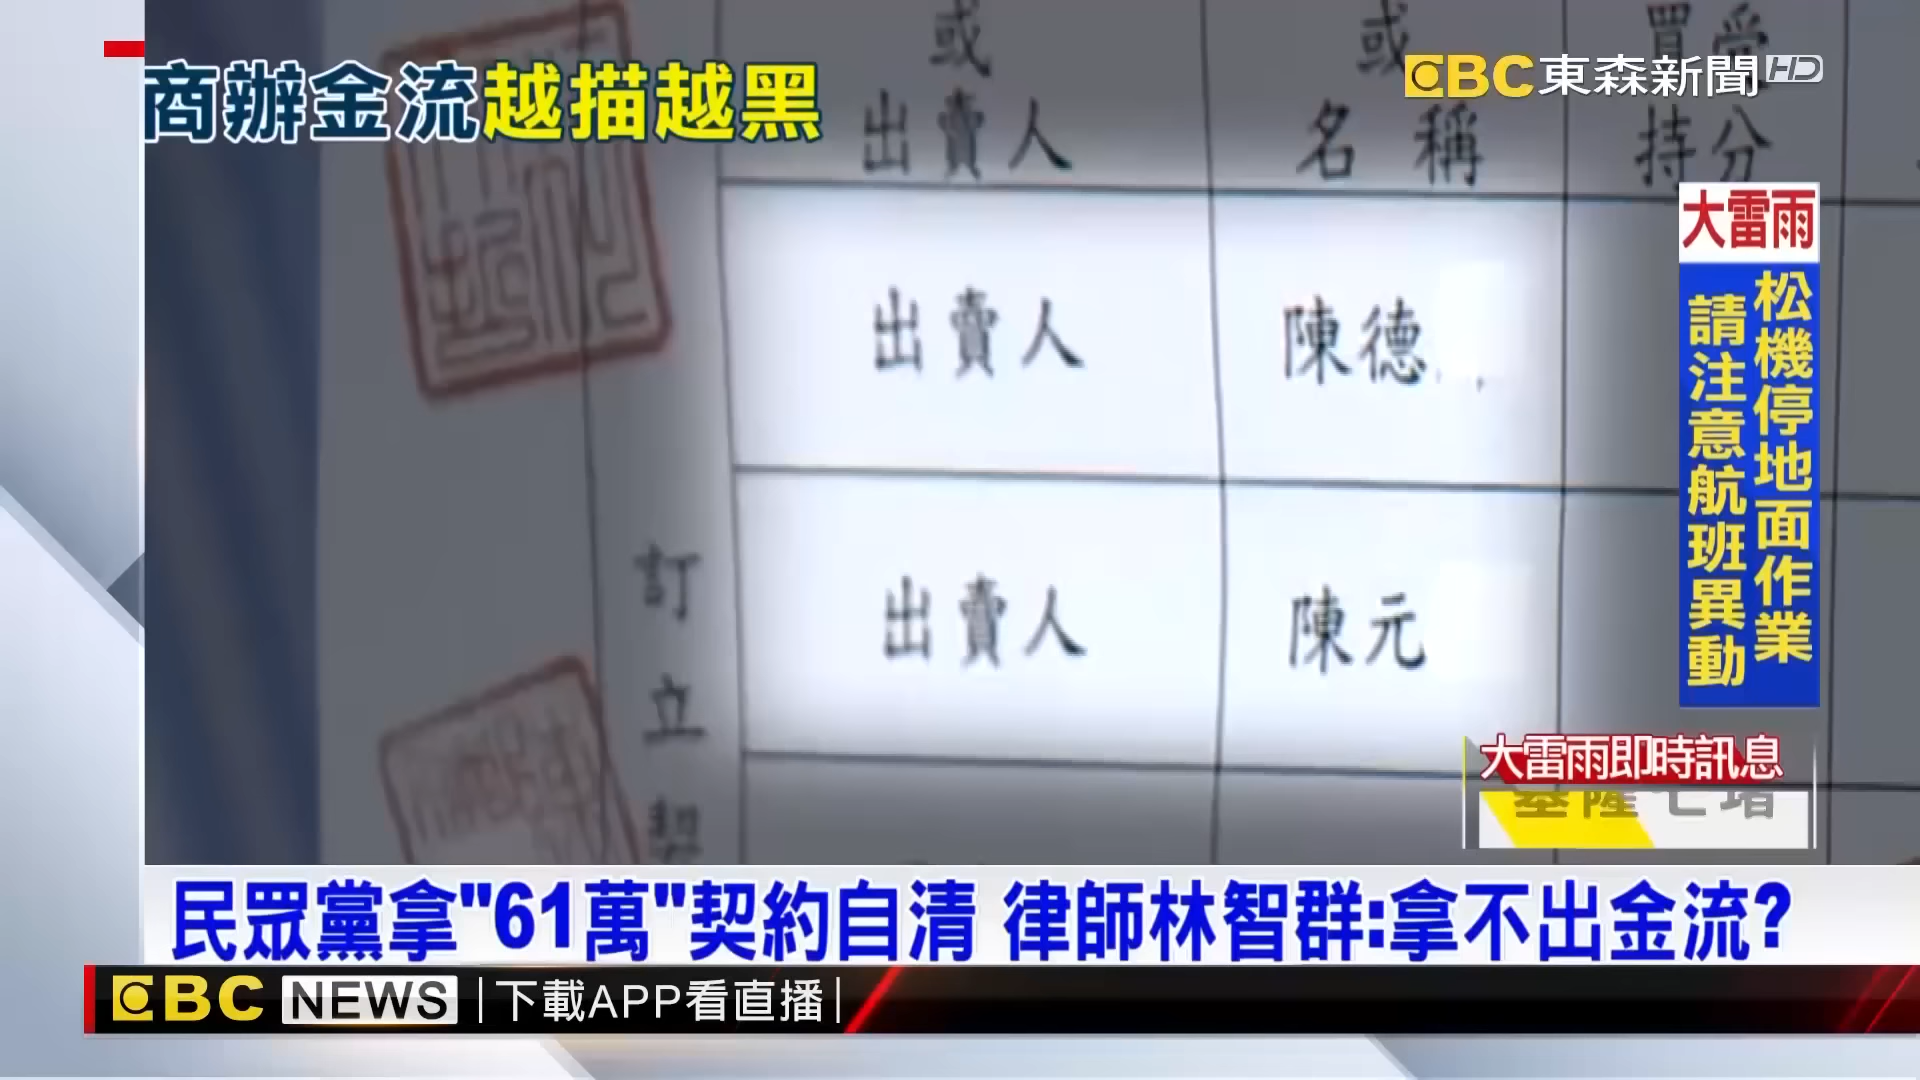 商辦金流越描越黑
EBC東森新聞HD
或
出賣人
或
名稱
買受
持分
出賣人
陳德
出賣人
陳元
訂立契
大雷雨
松機停地面作業
請注意航班異動
大雷雨即時訊息
民眾黨拿"61萬"契約自清 律師林智群:拿不出金流?
EBC NEWS 下載APP看直播